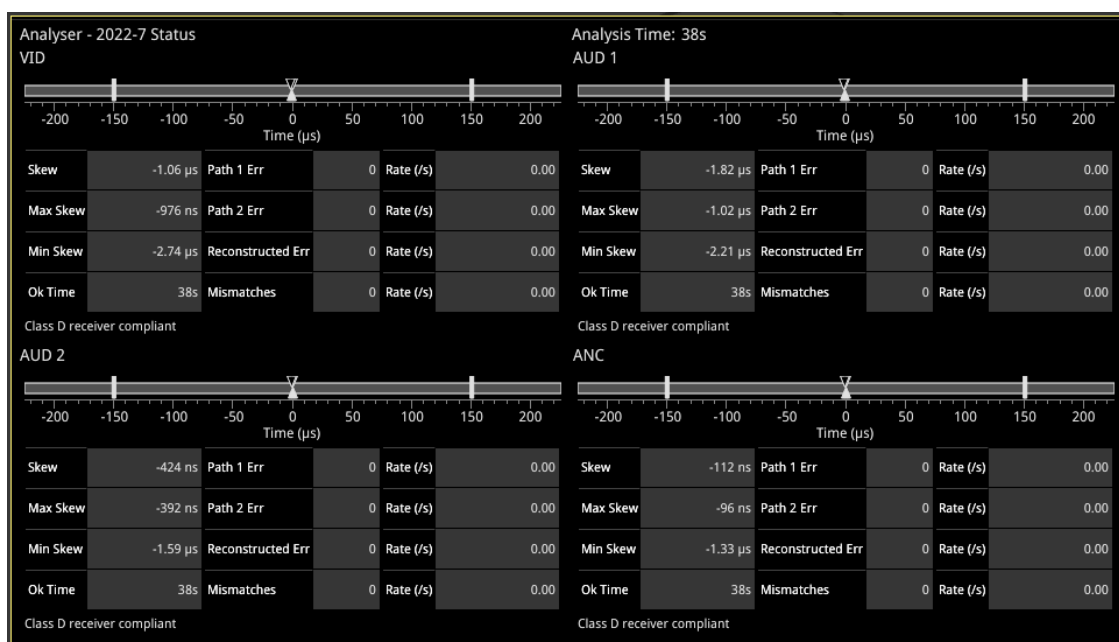 Analyser - 2022-7 Status Analysis Time: 38s
VID
-200 -150 -100 -50 0 50 100 150 200
Time (µs)
Skew -1.06 µs Path 1 Err 0 Rate (/s) 0.00
Max Skew -976 ns Path 2 Err 0 Rate (/s) 0.00
Min Skew -2.74 µs Reconstructed Err 0 Rate (/s) 0.00
Ok Time 38s Mismatches 0 Rate (/s) 0.00
Class D receiver compliant
AUD 1
-200 -150 -100 -50 0 50 100 150 200
Time (µs)
Skew -1.82 µs Path 1 Err 0 Rate (/s) 0.00
Max Skew -1.02 µs Path 2 Err 0 Rate (/s) 0.00
Min Skew -2.21 µs Reconstructed Err 0 Rate (/s) 0.00
Ok Time 38s Mismatches 0 Rate (/s) 0.00
Class D receiver compliant
AUD 2
-200 -150 -100 -50 0 50 100 150 200
Time (µs)
Skew -424 ns Path 1 Err 0 Rate (/s) 0.00
Max Skew -392 ns Path 2 Err 0 Rate (/s) 0.00
Min Skew -1.59 µs Reconstructed Err 0 Rate (/s) 0.00
Ok Time 38s Mismatches 0 Rate (/s) 0.00
Class D receiver compliant
ANC
-200 -150 -100 -50 0 50 100 150 200
Time (µs)
Skew -112 ns Path 1 Err 0 Rate (/s) 0.00
Max Skew -96 ns Path 2 Err 0 Rate (/s) 0.00
Min Skew -1.33 µs Reconstructed Err 0 Rate (/s) 0.00
Ok Time 38s Mismatches 0 Rate (/s) 0.00
Class D receiver compliant